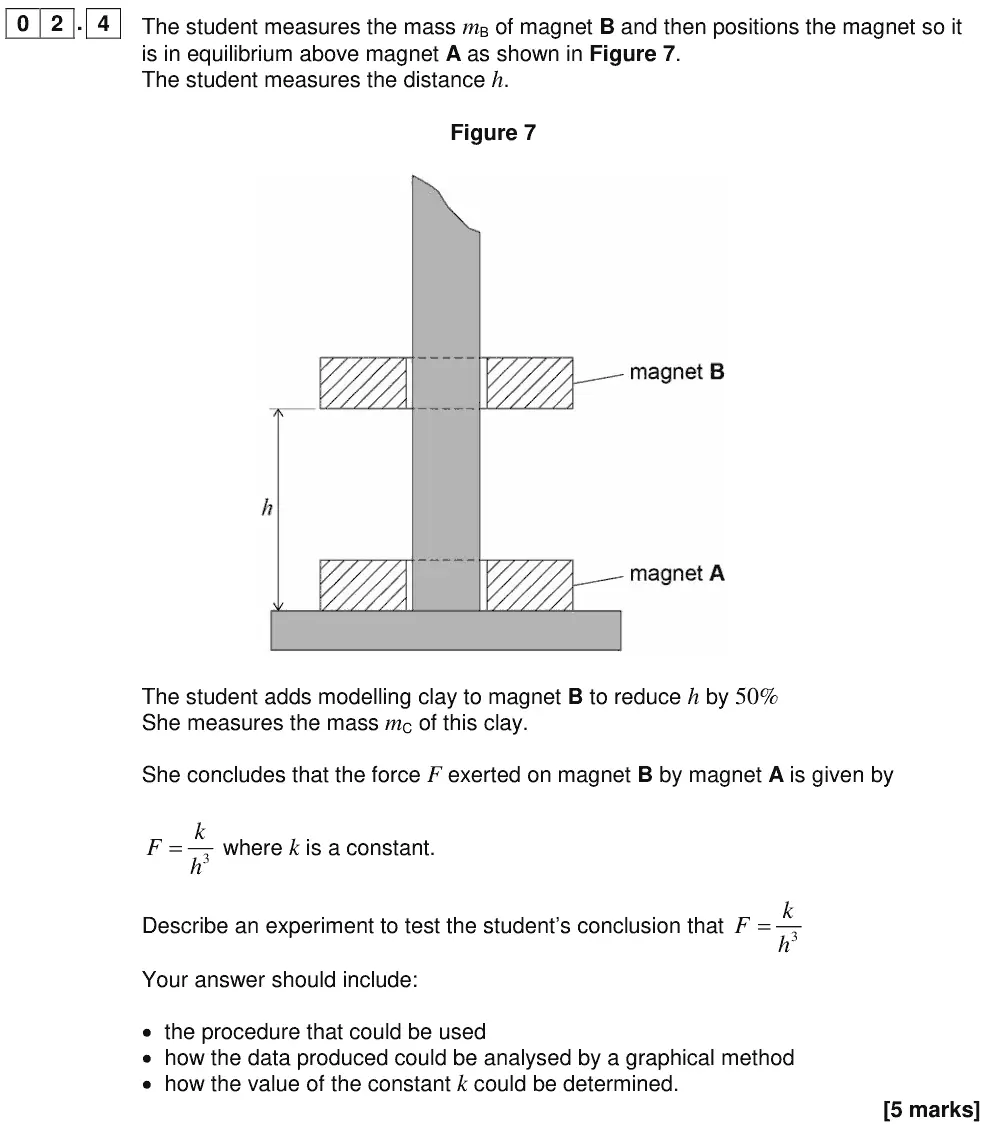 0 2 . 4 The student measures the mass m_B of magnet B and then positions the magnet so it
is in equilibrium above magnet A as shown in Figure 7.
The student measures the distance h.
Figure 7
magnet B
h
magnet A
The student adds modelling clay to magnet B to reduce h by 50%
She measures the mass m_C of this clay.
She concludes that the force F exerted on magnet B by magnet A is given by
F = k/h³ where k is a constant.
Describe an experiment to test the student's conclusion that F = k/h³
Your answer should include:
• the procedure that could be used
• how the data produced could be analysed by a graphical method
• how the value of the constant k could be determined.
[5 marks]